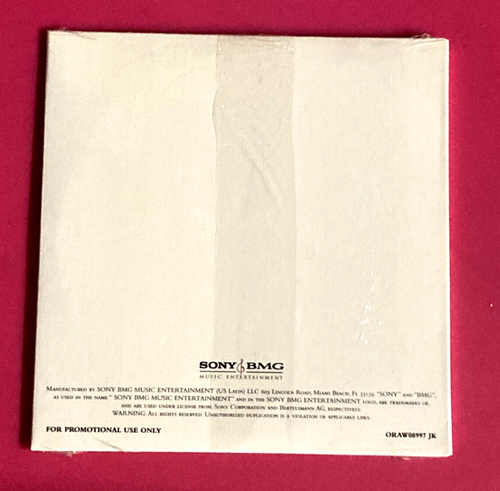 SONY BMG
MUSIC ENTERTAINMENT
Manufactured by SONY BMG MUSIC ENTERTAINMENT (US Latin) LLC 605 Lincoln Road, Miami Beach, Fl 33139 "SONY" and "BMG",
as used in the name " SONY BMG MUSIC ENTERTAINMENT" and in the SONY BMG ENTERTAINMENT logo, are trademarks of,
and are used under license from, Sony Corporation and Bertelsmann AG, respectively.
WARNING: All rights reserved. Unauthorized duplication is a violation of applicable laws.
FOR PROMOTIONAL USE ONLY
ORAW08997 JK